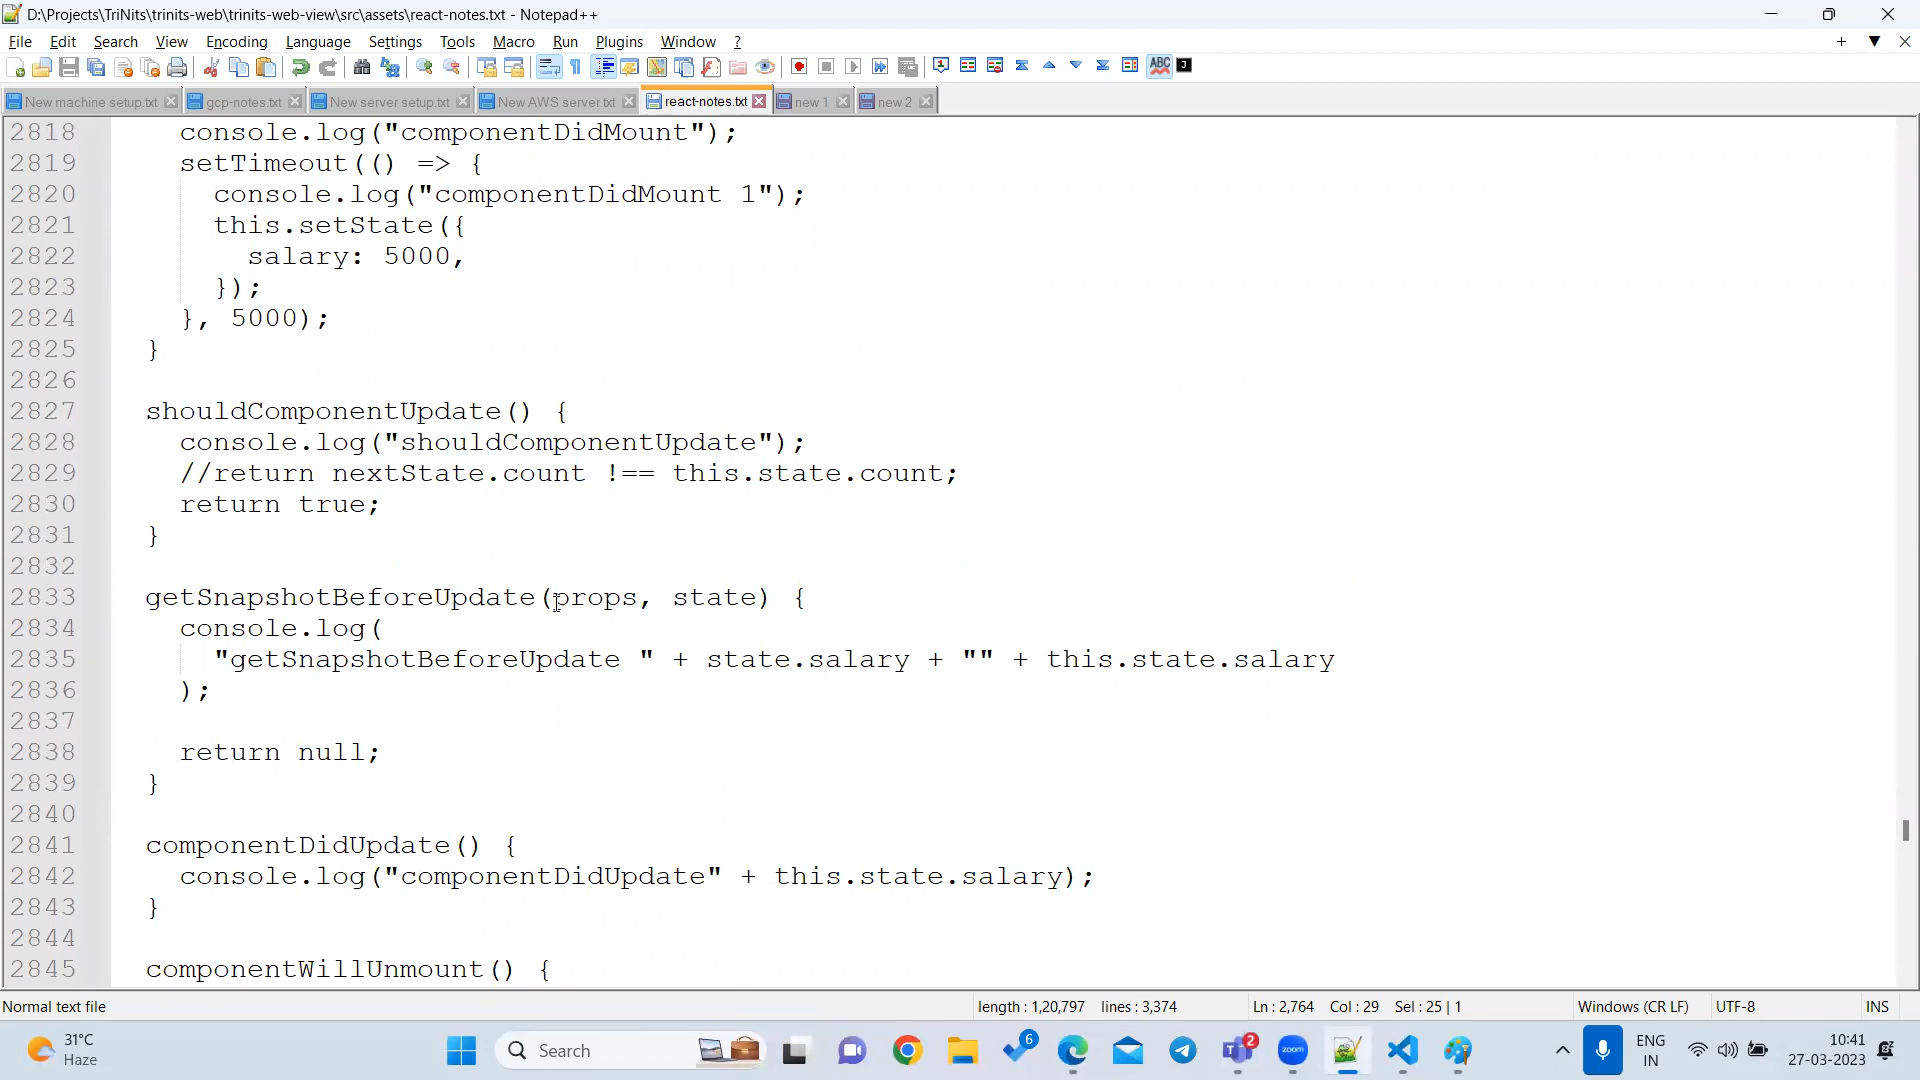 D:\Projects\TriNits\trinits-web\trinits-web-view\src\assets\react-notes.txt - Notepad++
File Edit Search View Encoding Language Settings Tools Macro Run Plugins Window ?
New machine setup.txt gcp-notes.txt New server setup.txt New AWS server.txt react-notes.txt new 1 new 2
2818 console.log("componentDidMount");
2819 setTimeout(() => {
2820 console.log("componentDidMount 1");
2821 this.setState({
2822 salary: 5000,
2823 });
2824 }, 5000);
2825 }
2826
2827 shouldComponentUpdate() {
2828 console.log("shouldComponentUpdate");
2829 //return nextState.count !== this.state.count;
2830 return true;
2831 }
2832
2833 getSnapshotBeforeUpdate(props, state) {
2834 console.log(
2835 "getSnapshotBeforeUpdate " + state.salary + "" + this.state.salary
2836 );
2837
2838 return null;
2839 }
2840
2841 componentDidUpdate() {
2842 console.log("componentDidUpdate" + this.state.salary);
2843 }
2844
2845 componentWillUnmount() {
Normal text file length : 1,20,797 lines : 3,374 Ln : 2,764 Col : 29 Sel : 25 | 1 Windows (CR LF) UTF-8 INS
31°C
Haze
Search
6
2
zoom
ENG
IN
10:41
27-03-2023